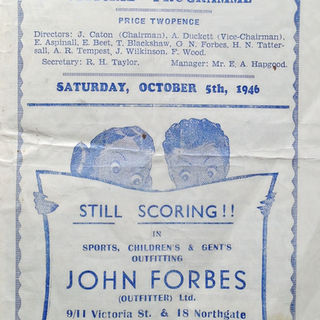 PROGRAMME
PRICE TWOPENCE
Directors: J. Caton (Chairman), A. Duckett (Vice-Chairman),
E. Aspinall, E. Beet, T. Blackshaw, G. N. Forbes, H. N. Tatter-
sall, A. R. Tempest, J. Wilkinson, F. Wood.
Secretary: R. H. Taylor. Manager: Mr. E. A. Hapgood.
SATURDAY, OCTOBER 5th, 1946
STILL SCORING!!
IN
SPORTS, CHILDREN'S & GENT'S
OUTFITTING
JOHN FORBES
(OUTFITTER) Ltd.
9/11 Victoria St. & 18 Northgate